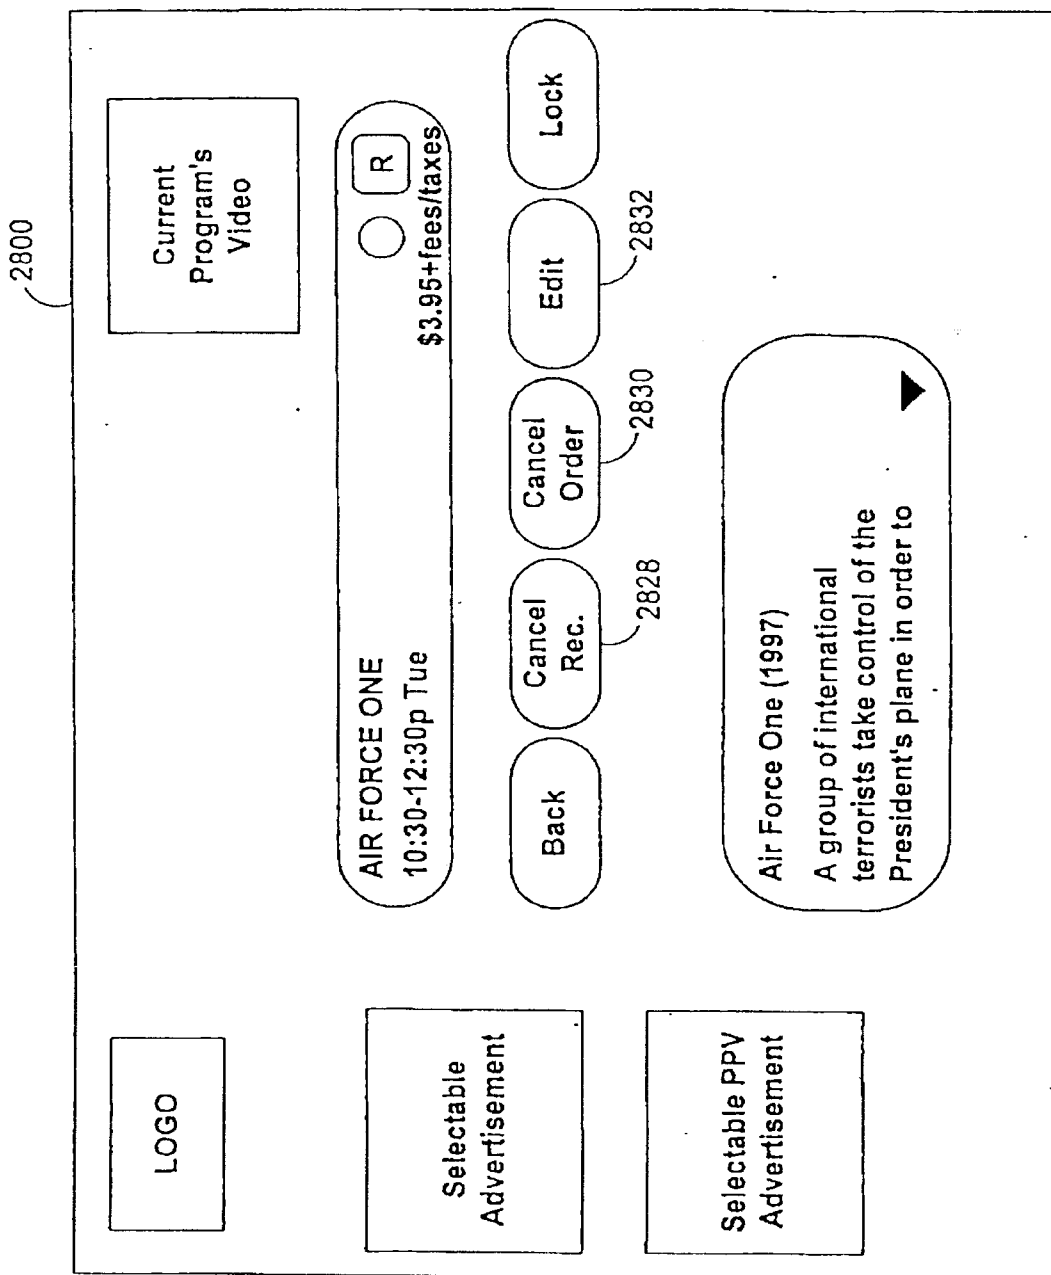 2800
LOGO
Current
Program's
Video
Selectable
Advertisement
Selectable PPV
Advertisement
AIR FORCE ONE
10:30-12:30p Tue
R
$3.95+fees/taxes
Back
Cancel
Rec.
Cancel
Order
Edit
Lock
2828
2830
2832
Air Force One (1997)
A group of international
terrorists take control of the
President's plane in order to